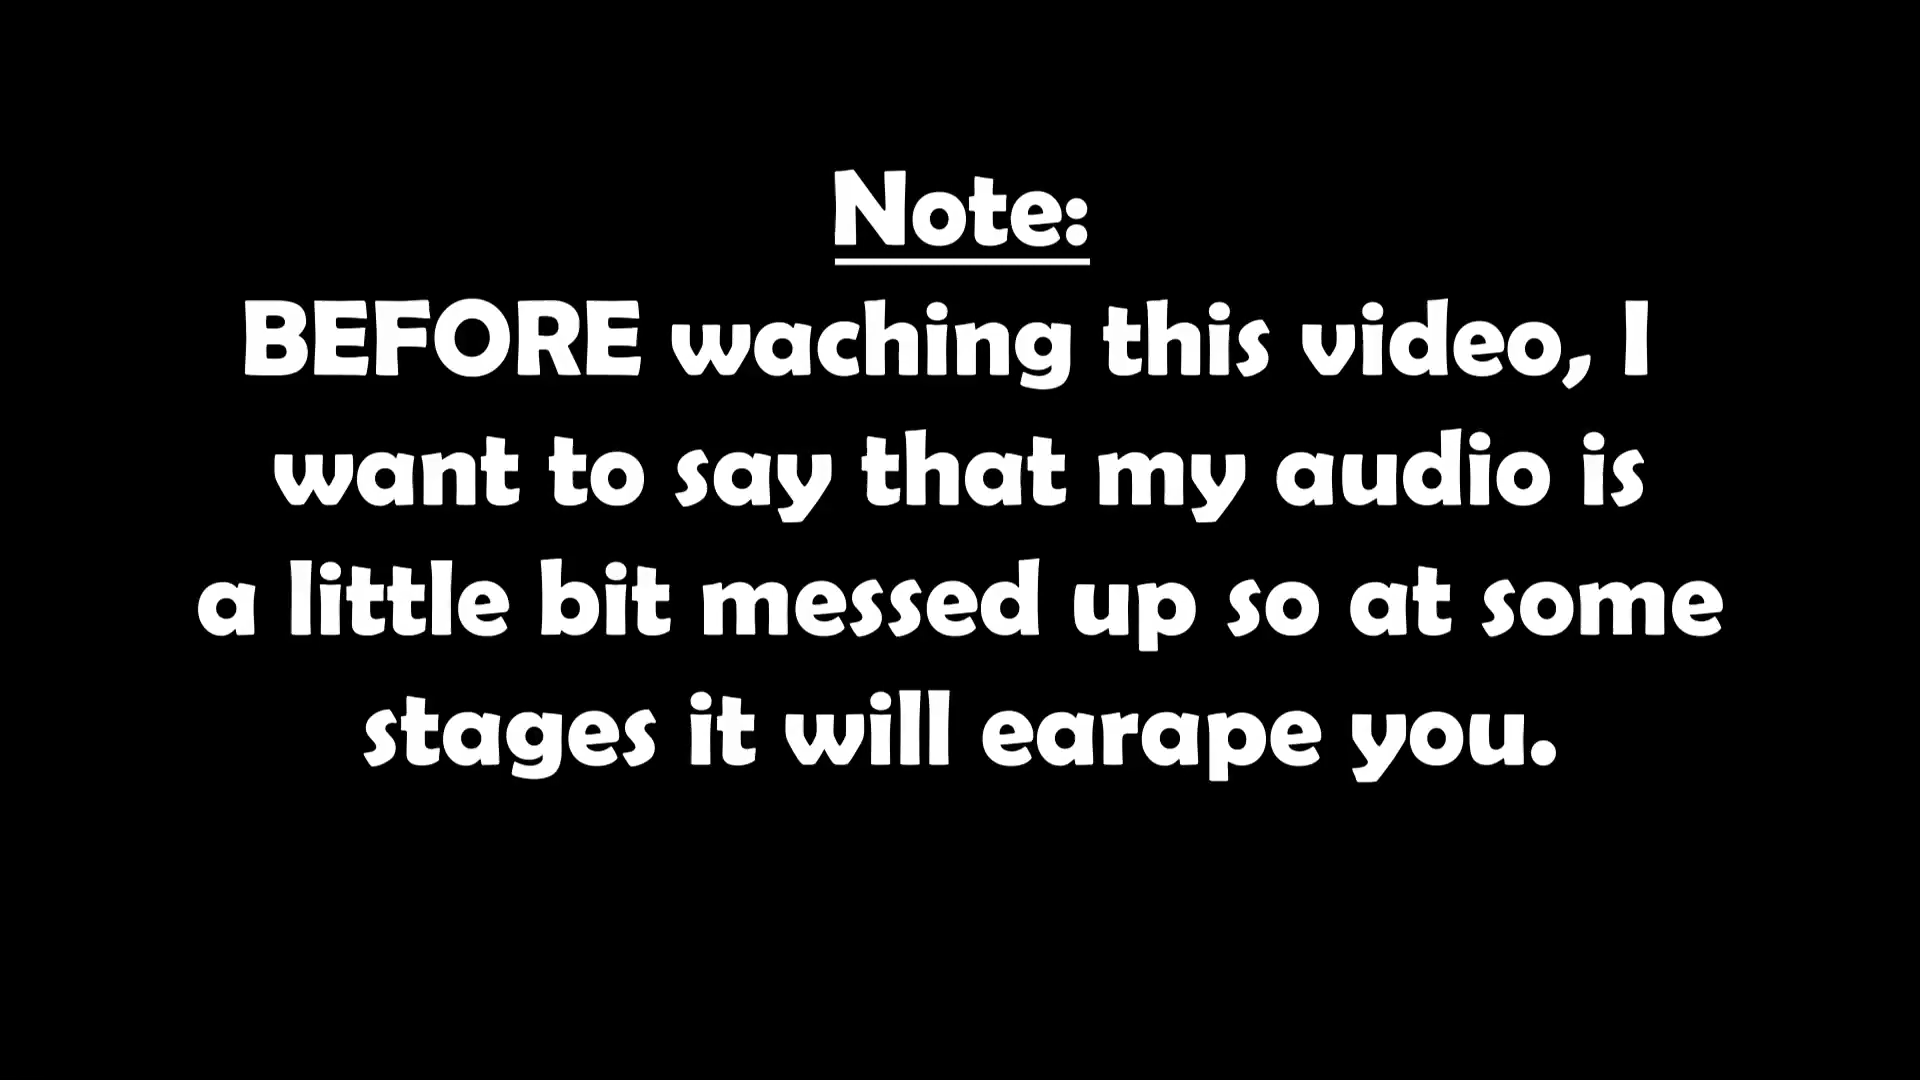 Note:
BEFORE waching this video, I
want to say that my audio is
a little bit messed up so at some
stages it will earape you.